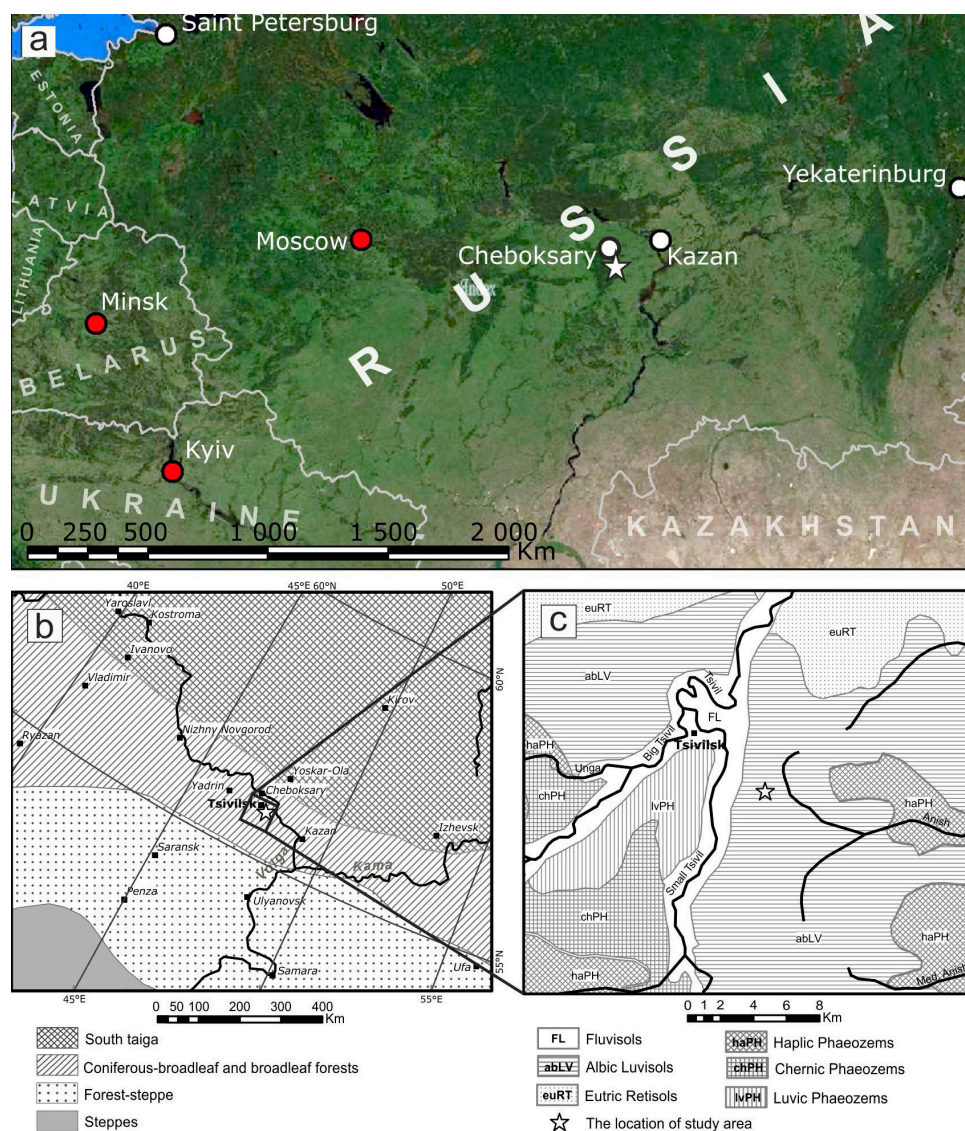 a
Saint Petersburg
ESTONIA
LATVIA
LITHUANIA
RUSSIA
Yekaterinburg
Moscow
Cheboksary
Kazan
Minsk
BELARUS
Kyiv
UKRAINE
KAZAKHSTAN
0 250 500 1 000 1 500 2 000
Km
b
40°E
45°E
60°N
50°E
Yaroslavl
Kostroma
Ivanovo
Vladimir
Kirov
60°N
Ryazan
Nizhny Novgorod
Yoskar-Ola
Yadrin
Cheboksary
Tsivilsk
Kazan
Izhevsk
Saransk
Volga
Kama
Penza
Ulyanovsk
Samara
Ufa
55°N
45°E
55°E
0 50 100 200 300 400
Km
c
euRT
euRT
abLV
Tsivil
FL
Big Tsivil
Tsivilsk
haPH
Unga
chPH
lvPH
haPH
Anish
Small Tsivil
chPH
abLV
haPH
haPH
Med. Anish
0 1 2 4 6 8
Km
South taiga
Coniferous-broadleaf and broadleaf forests
Forest-steppe
Steppes
FL Fluvisols
abLV Albic Luvisols
euRT Eutric Retisols
haPH Haplic Phaeozems
chPH Chernic Phaeozems
lvPH Luvic Phaeozems
The location of study area